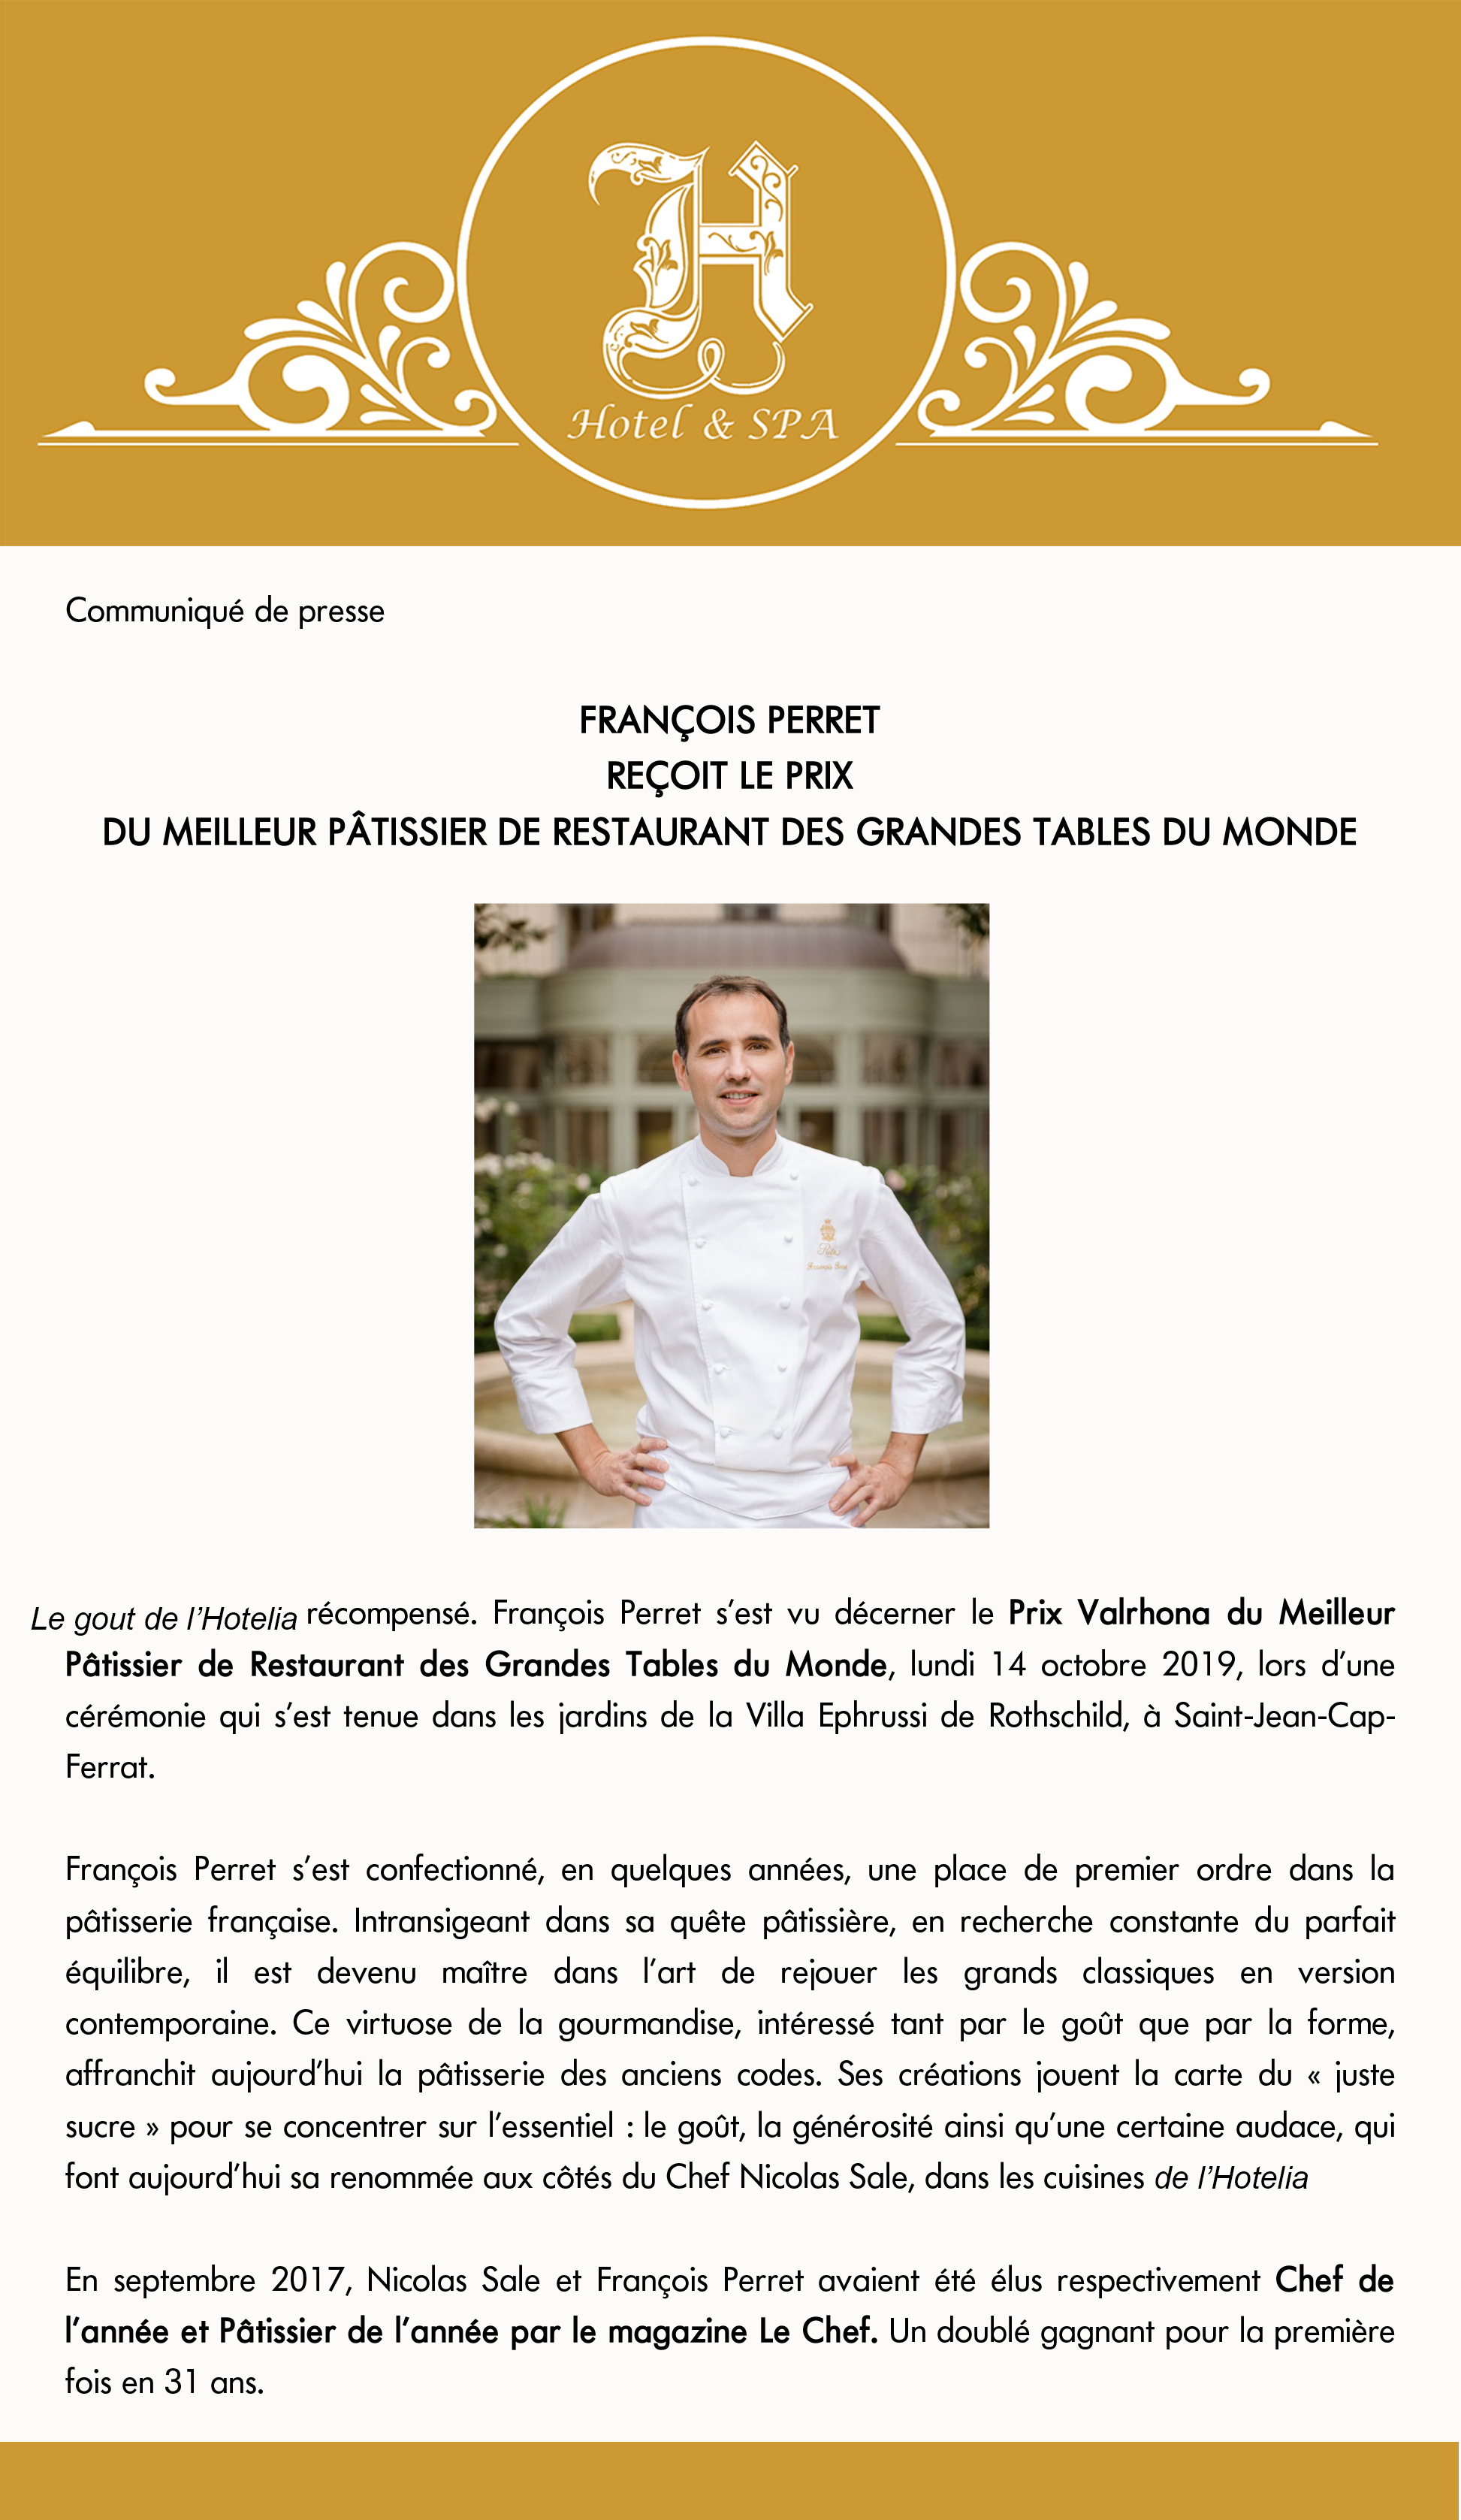 H
Hotel & SPA
Communiqué de presse
FRANÇOIS PERRET
REÇOIT LE PRIX
DU MEILLEUR PÂTISSIER DE RESTAURANT DES GRANDES TABLES DU MONDE
Le gout de l’Hotelia récompensé. François Perret s’est vu décerner le Prix Valrhona du Meilleur
Pâtissier de Restaurant des Grandes Tables du Monde, lundi 14 octobre 2019, lors d’une
cérémonie qui s’est tenue dans les jardins de la Villa Ephrussi de Rothschild, à Saint-Jean-Cap-
Ferrat.
François Perret s’est confectionné, en quelques années, une place de premier ordre dans la
pâtisserie française. Intransigeant dans sa quête pâtissière, en recherche constante du parfait
équilibre, il est devenu maître dans l’art de rejouer les grands classiques en version
contemporaine. Ce virtuose de la gourmandise, intéressé tant par le goût que par la forme,
affranchit aujourd’hui la pâtisserie des anciens codes. Ses créations jouent la carte du « juste
sucre » pour se concentrer sur l’essentiel : le goût, la générosité ainsi qu’une certaine audace, qui
font aujourd’hui sa renommée aux côtés du Chef Nicolas Sale, dans les cuisines de l’Hotelia
En septembre 2017, Nicolas Sale et François Perret avaient été élus respectivement Chef de
l’année et Pâtissier de l’année par le magazine Le Chef. Un doublé gagnant pour la première
fois en 31 ans.